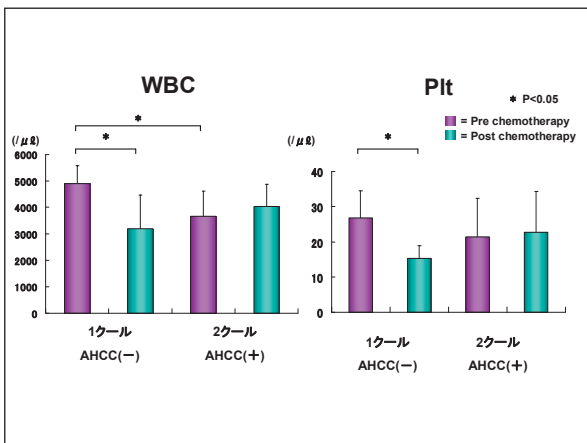 WBC
Plt
* P<0.05
= Pre chemotherapy
= Post chemotherapy
(/μℓ)
*
*
6000
5000
4000
3000
2000
1000
0
1クール
2クール
AHCC(−)
AHCC(+)
(/μℓ)
*
40
30
20
10
0
1クール
2クール
AHCC(−)
AHCC(+)